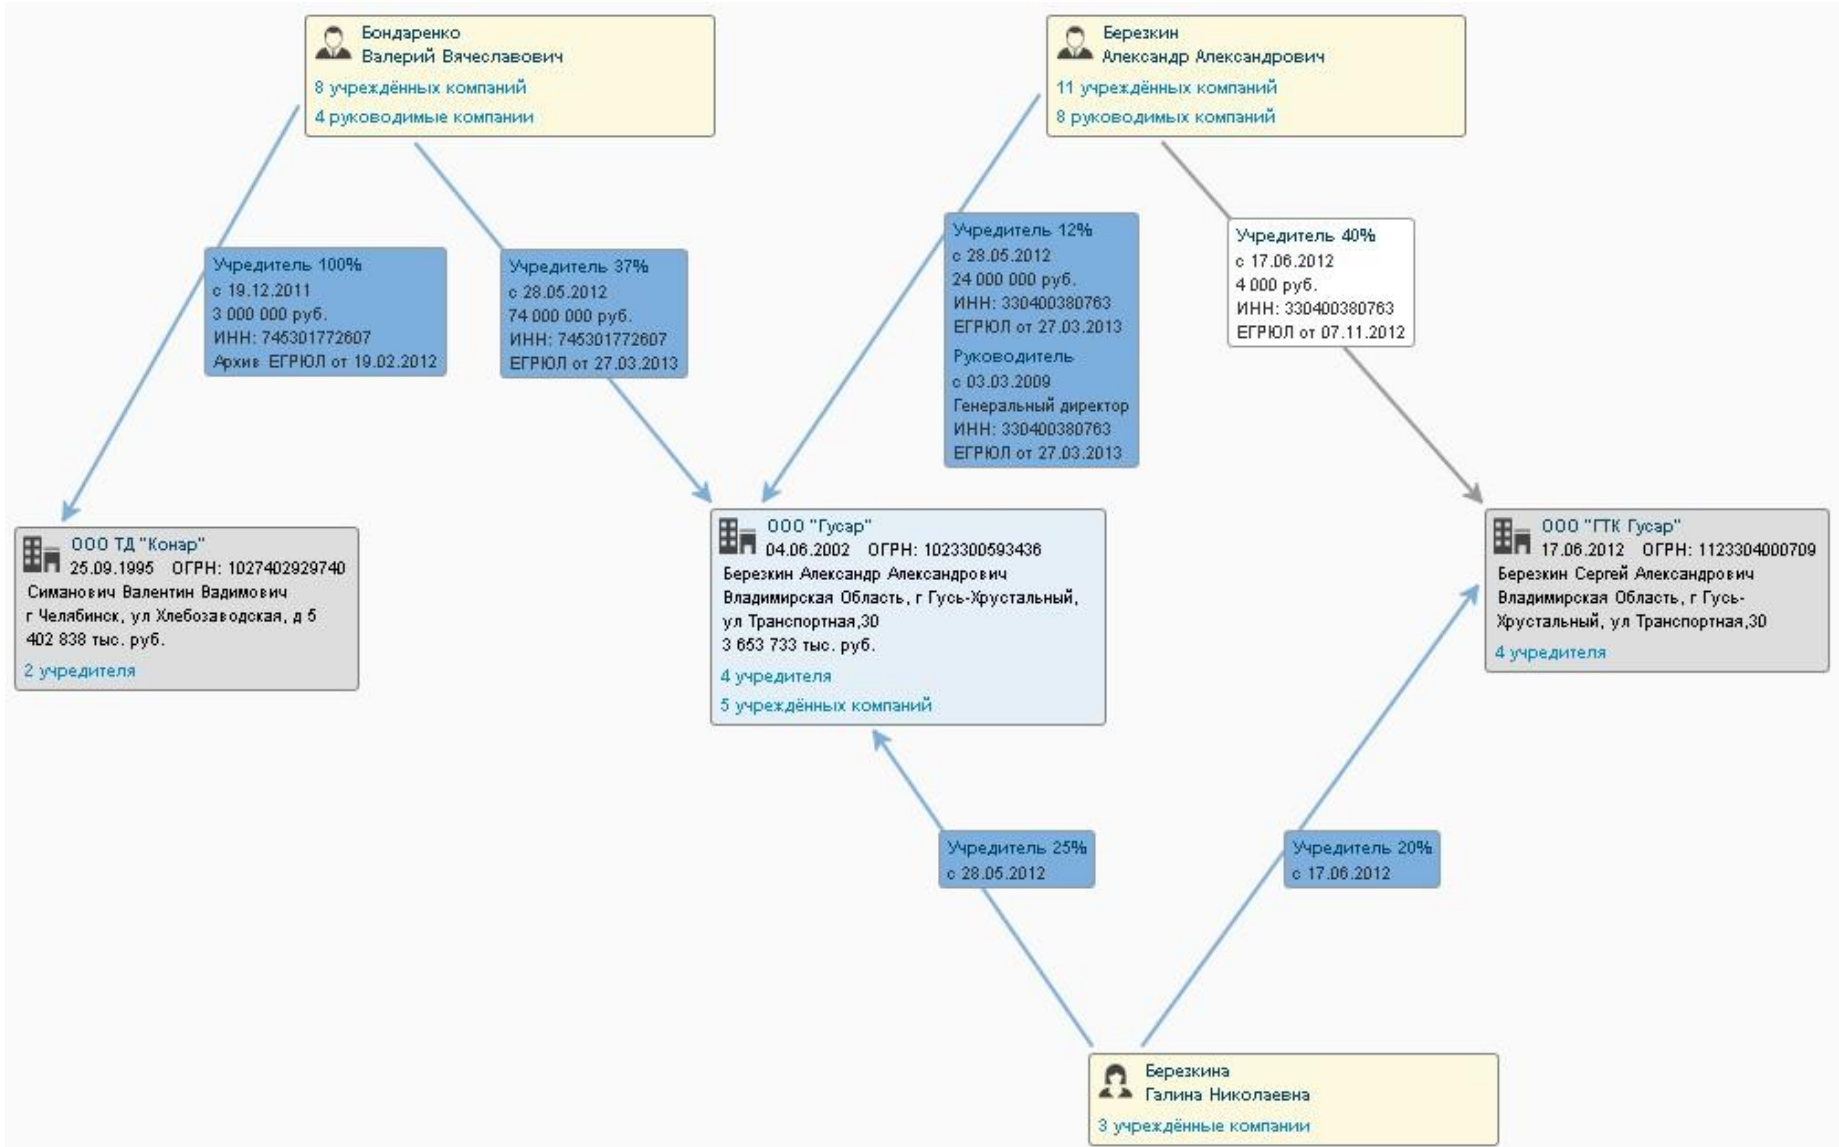 Бондаренко
Валерий Вячеславович
8 учреждённых компаний
4 руководимые компании
Березкин
Александр Александрович
11 учреждённых компаний
8 руководимых компаний
Учредитель 100%
с 19.12.2011
3 000 000 руб.
ИНН: 745301772607
Архив ЕГРЮЛ от 19.02.2012
Учредитель 37%
с 28.05.2012
74 000 000 руб.
ИНН: 745301772607
ЕГРЮЛ от 27.03.2013
Учредитель 12%
с 28.05.2012
24 000 000 руб.
ИНН: 330400380763
ЕГРЮЛ от 27.03.2013
Руководитель
с 03.03.2009
Генеральный директор
ИНН: 330400380763
ЕГРЮЛ от 27.03.2013
Учредитель 40%
с 17.06.2012
4 000 руб.
ИНН: 330400380763
ЕГРЮЛ от 07.11.2012
ООО ТД "Конар"
25.09.1995 ОГРН: 1027402929740
Симанович Валентин Вадимович
г Челябинск, ул Хлебозаводская, д 5
402 838 тыс. руб.
2 учредителя
ООО "Гусар"
04.06.2002 ОГРН: 1023300593436
Березкин Александр Александрович
Владимирская Область, г Гусь-Хрустальный,
ул Транспортная,30
3 653 733 тыс. руб.
4 учредителя
5 учреждённых компаний
ООО "ГТК Гусар"
17.06.2012 ОГРН: 1123304000709
Березкин Сергей Александрович
Владимирская Область, г Гусь-
Хрустальный, ул Транспортная,30
4 учредителя
Учредитель 25%
с 28.05.2012
Учредитель 20%
с 17.06.2012
Березкина
Галина Николаевна
3 учреждённые компании